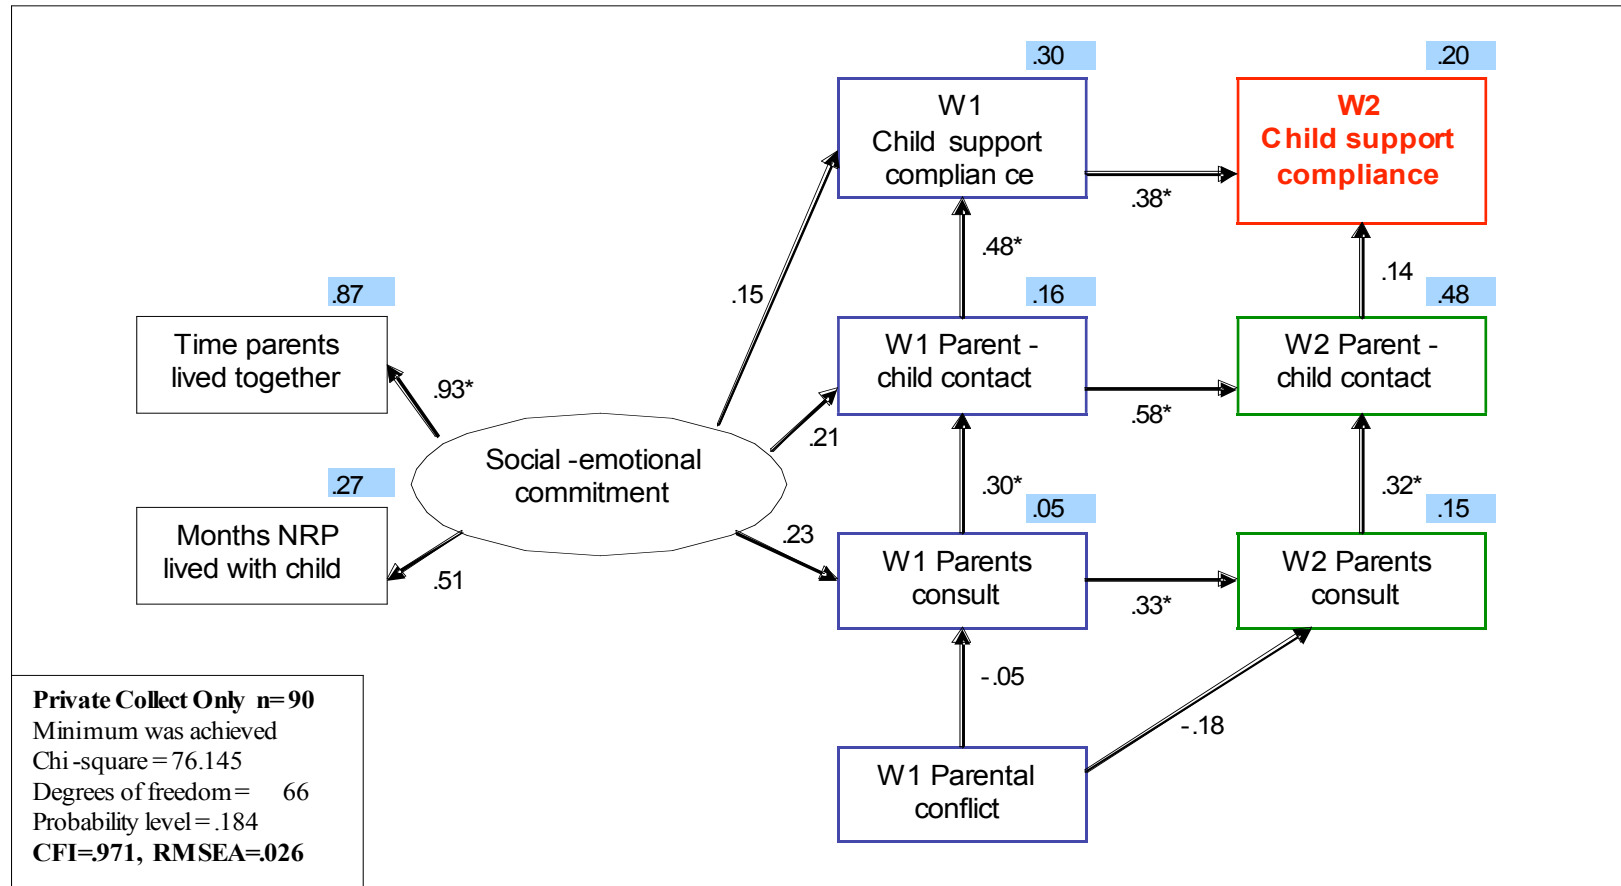 .30
.20
W1
Child support
complian ce
W2
Child support
compliance
.38*
.48*
.14
.15
.87
.16
.48
Time parents
lived together
W1 Parent -
child contact
W2 Parent -
child contact
.93*
.58*
.21
Social -emotional
commitment
.27
.30*
.32*
.05
.15
Months NRP
lived with child
.23
W1 Parents
consult
W2 Parents
consult
.51
.33*
-.05
-.18
Private Collect Only n=90
Minimum was achieved
Chi-square = 76.145
Degrees of freedom = 66
Probability level = .184
CFI=.971, RMSEA=.026
W1 Parental
conflict